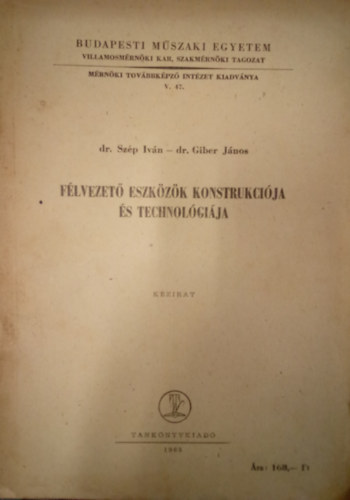 BUDAPESTI MŰSZAKI EGYETEM
VILLAMOSMÉRNÖKI KAR, SZAKMÉRNÖKI TAGOZAT
MÉRNÖKI TOVÁBBKÉPZŐ INTÉZET KIADVÁNYA
V. 47.
dr. Szép Iván – dr. Giber János
FÉLVEZETŐ ESZKÖZÖK KONSTRUKCIÓJA
ÉS TECHNOLÓGIÁJA
KÉZIRAT
TANKÖNYVKIADÓ
Ára: 160,— Ft